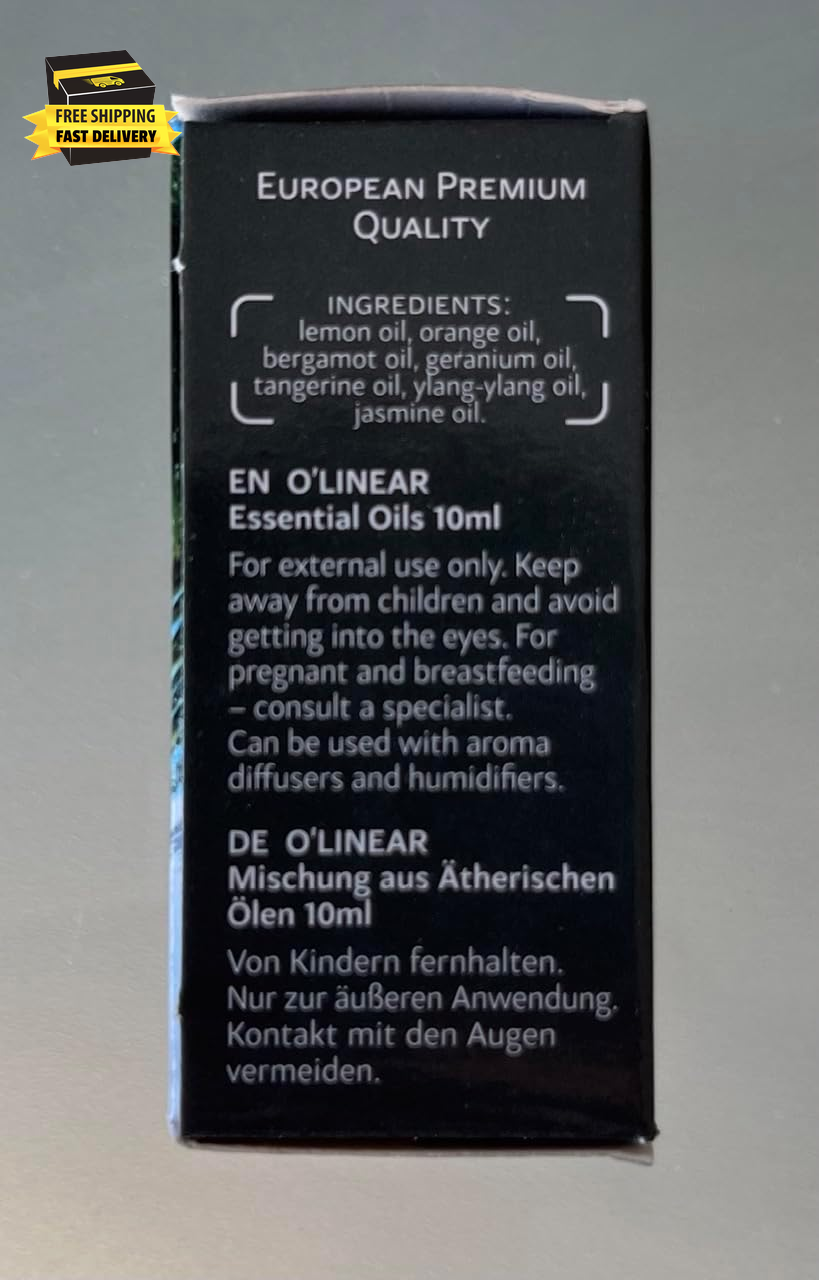 FREE SHIPPING
FAST DELIVERY
EUROPEAN PREMIUM
QUALITY
INGREDIENTS:
lemon oil, orange oil,
bergamot oil, geranium oil,
tangerine oil, ylang-ylang oil,
jasmine oil.
EN O'LINEAR
Essential Oils 10ml
For external use only. Keep
away from children and avoid
getting into the eyes. For
pregnant and breastfeeding
– consult a specialist.
Can be used with aroma
diffusers and humidifiers.
DE O'LINEAR
Mischung aus Ätherischen
Ölen 10ml
Von Kindern fernhalten.
Nur zur äußeren Anwendung.
Kontakt mit den Augen
vermeiden.